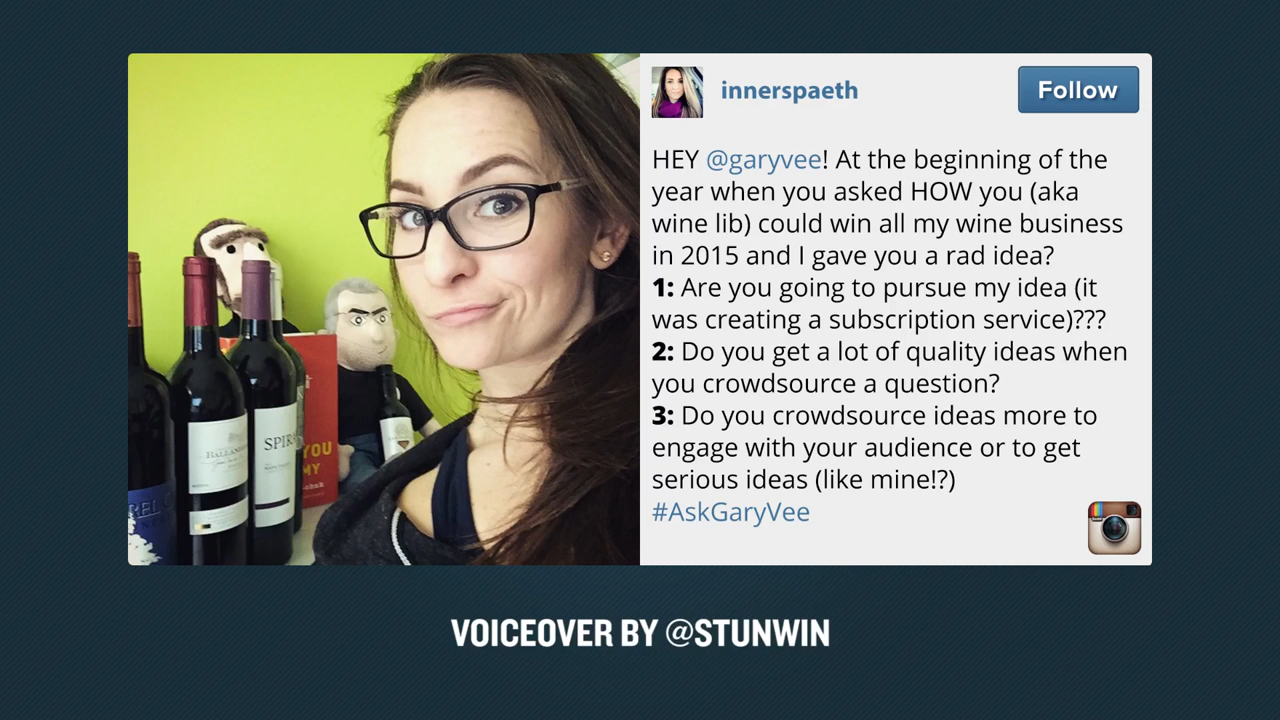 innerspaeth
Follow
HEY @garyvee! At the beginning of the
year when you asked HOW you (aka
wine lib) could win all my wine business
in 2015 and I gave you a rad idea?
1: Are you going to pursue my idea (it
was creating a subscription service)???
2: Do you get a lot of quality ideas when
you crowdsource a question?
3: Do you crowdsource ideas more to
engage with your audience or to get
serious ideas (like mine!?)
#AskGaryVee
YOU
MY
VOICEOVER BY @STUNWIN